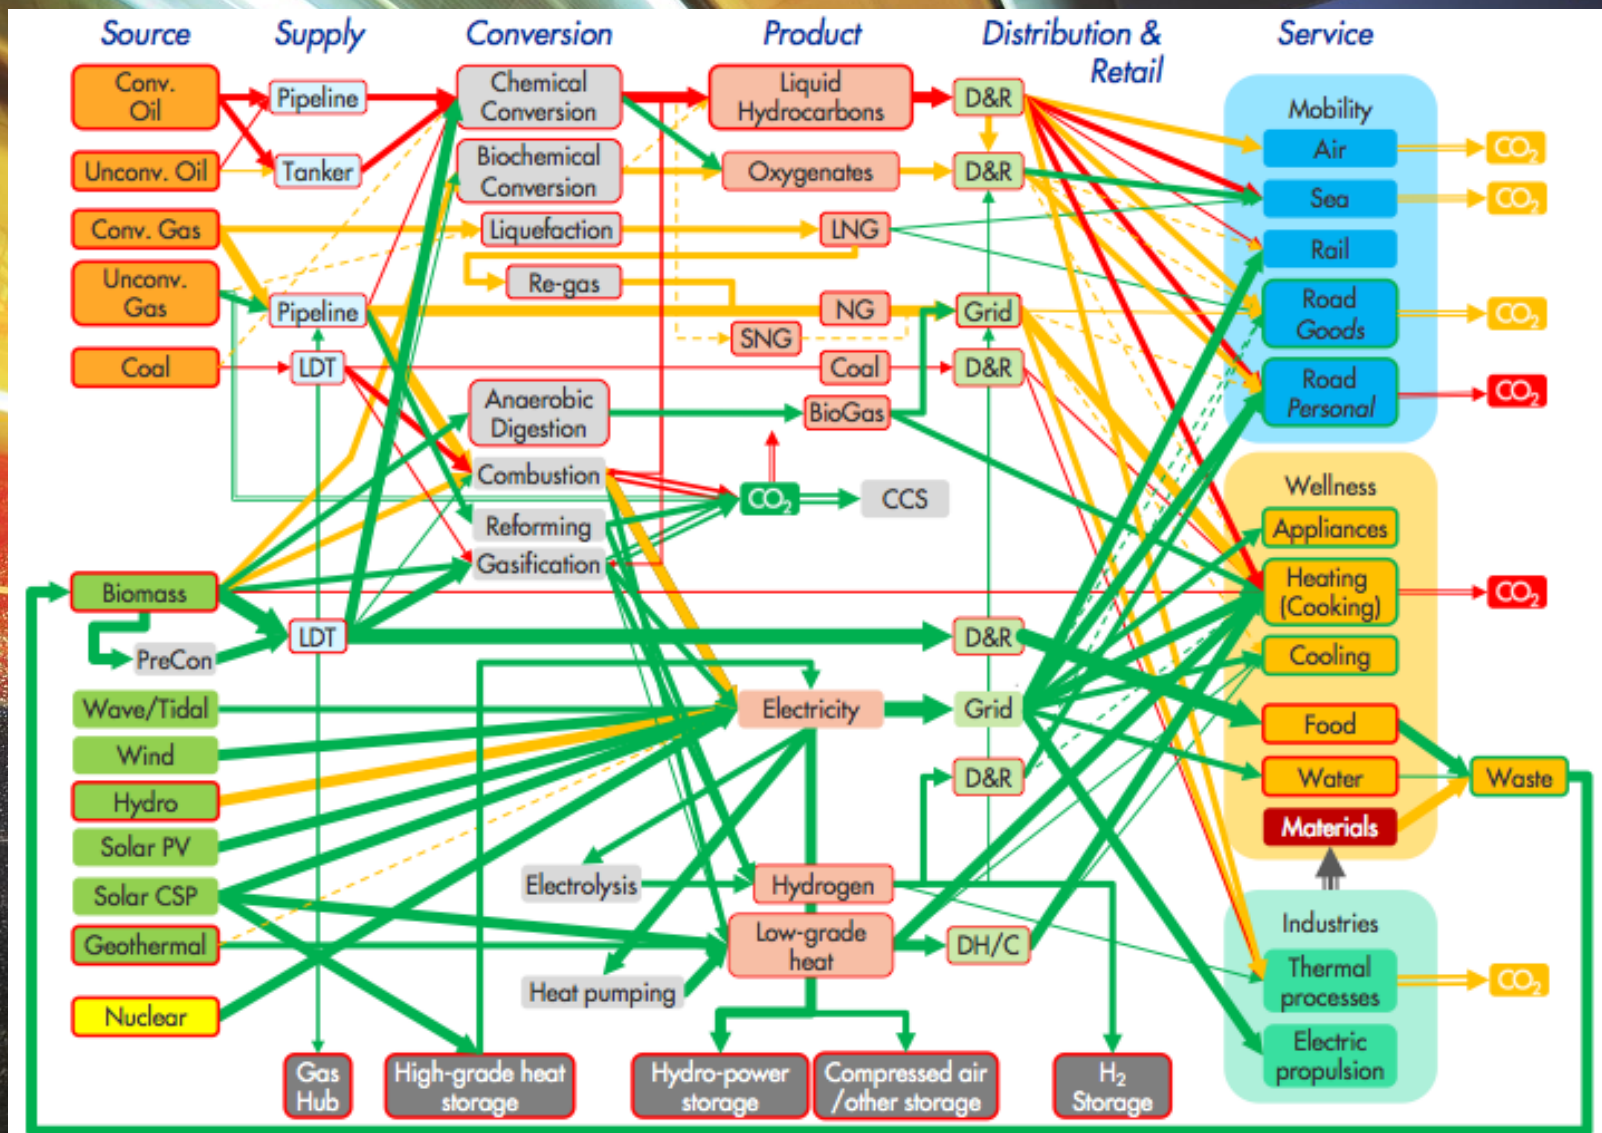 Source
Supply
Conversion
Product
Distribution &
Retail
Service
Conv.
Oil
Unconv. Oil
Conv. Gas
Unconv.
Gas
Coal
Biomass
PreCon
Wave/Tidal
Wind
Hydro
Solar PV
Solar CSP
Geothermal
Nuclear
Pipeline
Tanker
Pipeline
LDT
LDT
Gas
Hub
Chemical
Conversion
Biochemical
Conversion
Liquefaction
Re-gas
Anaerobic
Digestion
Combustion
Reforming
Gasification
Electrolysis
Heat pumping
High-grade heat
storage
Liquid
Hydrocarbons
Oxygenates
LNG
NG
SNG
Coal
BioGas
CO₂
CCS
Electricity
Hydrogen
Low-grade
heat
Hydro-power
storage
Compressed air
/other storage
D&R
D&R
Grid
D&R
D&R
Grid
D&R
DH/C
H₂
Storage
Mobility
Air
Sea
Rail
Road
Goods
Road
Personal
Wellness
Appliances
Heating
(Cooking)
Cooling
Food
Water
Materials
Industries
Thermal
processes
Electric
propulsion
CO₂
CO₂
CO₂
CO₂
CO₂
Waste
CO₂